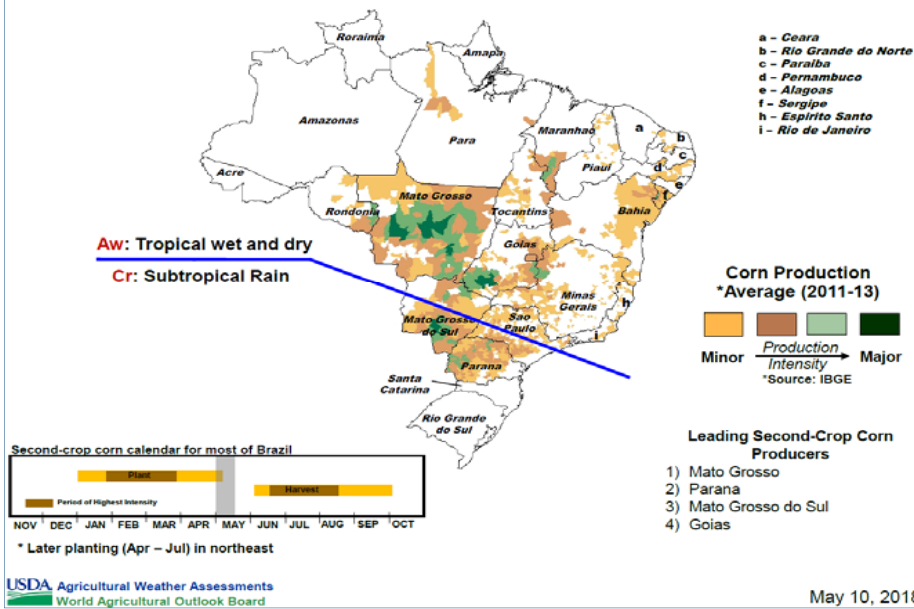 Roraima
Amapa
Amazonas
Para
Maranhao
Piaui
Acre
Rondonia
Mato Grosso
Tocantins
Bahia
Goias
Minas
Gerais
Mato Grosso
do Sul
Sao
Paulo
Parana
Santa
Catarina
Rio Grande
do Sul
a
b
c
d
e
f
h
i
a – Ceara
b – Rio Grande do Norte
c – Paraiba
d – Pernambuco
e – Alagoas
f – Sergipe
h – Espirito Santo
i – Rio de Janeiro
Aw: Tropical wet and dry
Cr: Subtropical Rain
Corn Production
*Average (2011-13)
Minor Production Intensity Major
*Source: IBGE
Leading Second-Crop Corn
Producers
1) Mato Grosso
2) Parana
3) Mato Grosso do Sul
4) Goias
Second-crop corn calendar for most of Brazil
Plant
Harvest
Period of Highest Intensity
NOV DEC JAN FEB MAR APR MAY JUN JUL AUG SEP OCT
* Later planting (Apr – Jul) in northeast
USDA Agricultural Weather Assessments
World Agricultural Outlook Board
May 10, 2018